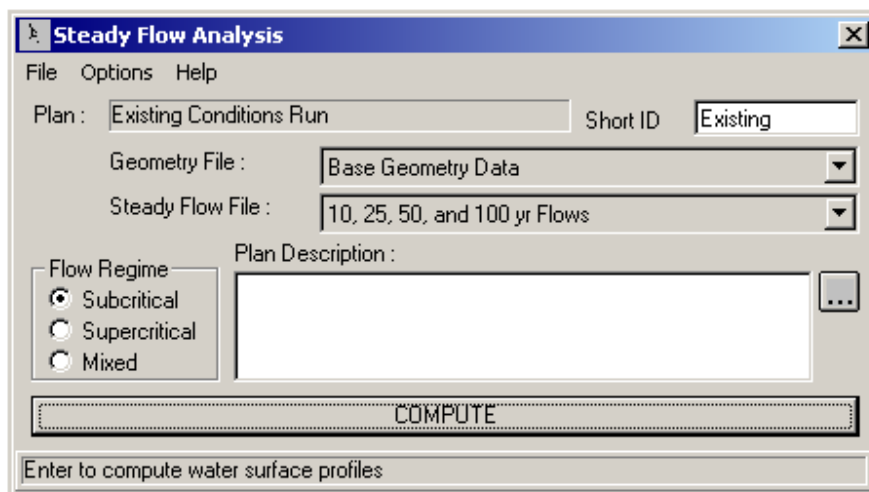 Steady Flow Analysis
File Options Help
Plan : Existing Conditions Run Short ID Existing
Geometry File : Base Geometry Data
Steady Flow File : 10, 25, 50, and 100 yr Flows
Plan Description :
Flow Regime
Subcritical
Supercritical
Mixed
...
COMPUTE
Enter to compute water surface profiles